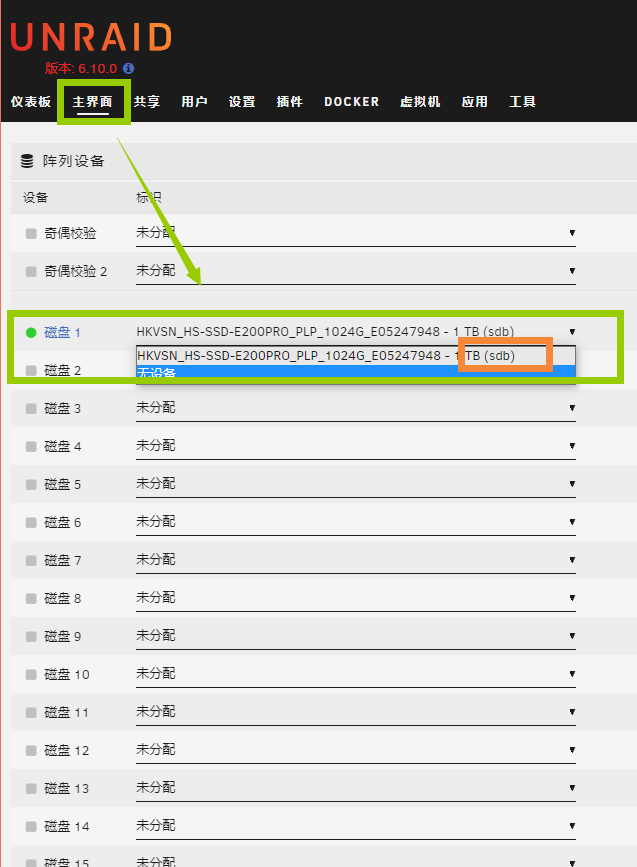 UNRAID
版本: 6.10.0
仪表板 主界面 共享 用户 设置 插件 DOCKER 虚拟机 应用 工具
阵列设备
设备 标识
奇偶校验 未分配
奇偶校验 2 未分配
磁盘 1 HKVSN_HS-SSD-E200PRO_PLP_1024G_E05247948 - 1 TB (sdb)
HKVSN_HS-SSD-E200PRO_PLP_1024G_E05247948 - 1 TB (sdb)
磁盘 2 无设备
磁盘 3 未分配
磁盘 4 未分配
磁盘 5 未分配
磁盘 6 未分配
磁盘 7 未分配
磁盘 8 未分配
磁盘 9 未分配
磁盘 10 未分配
磁盘 11 未分配
磁盘 12 未分配
磁盘 13 未分配
磁盘 14 未分配
磁盘 15 未分配